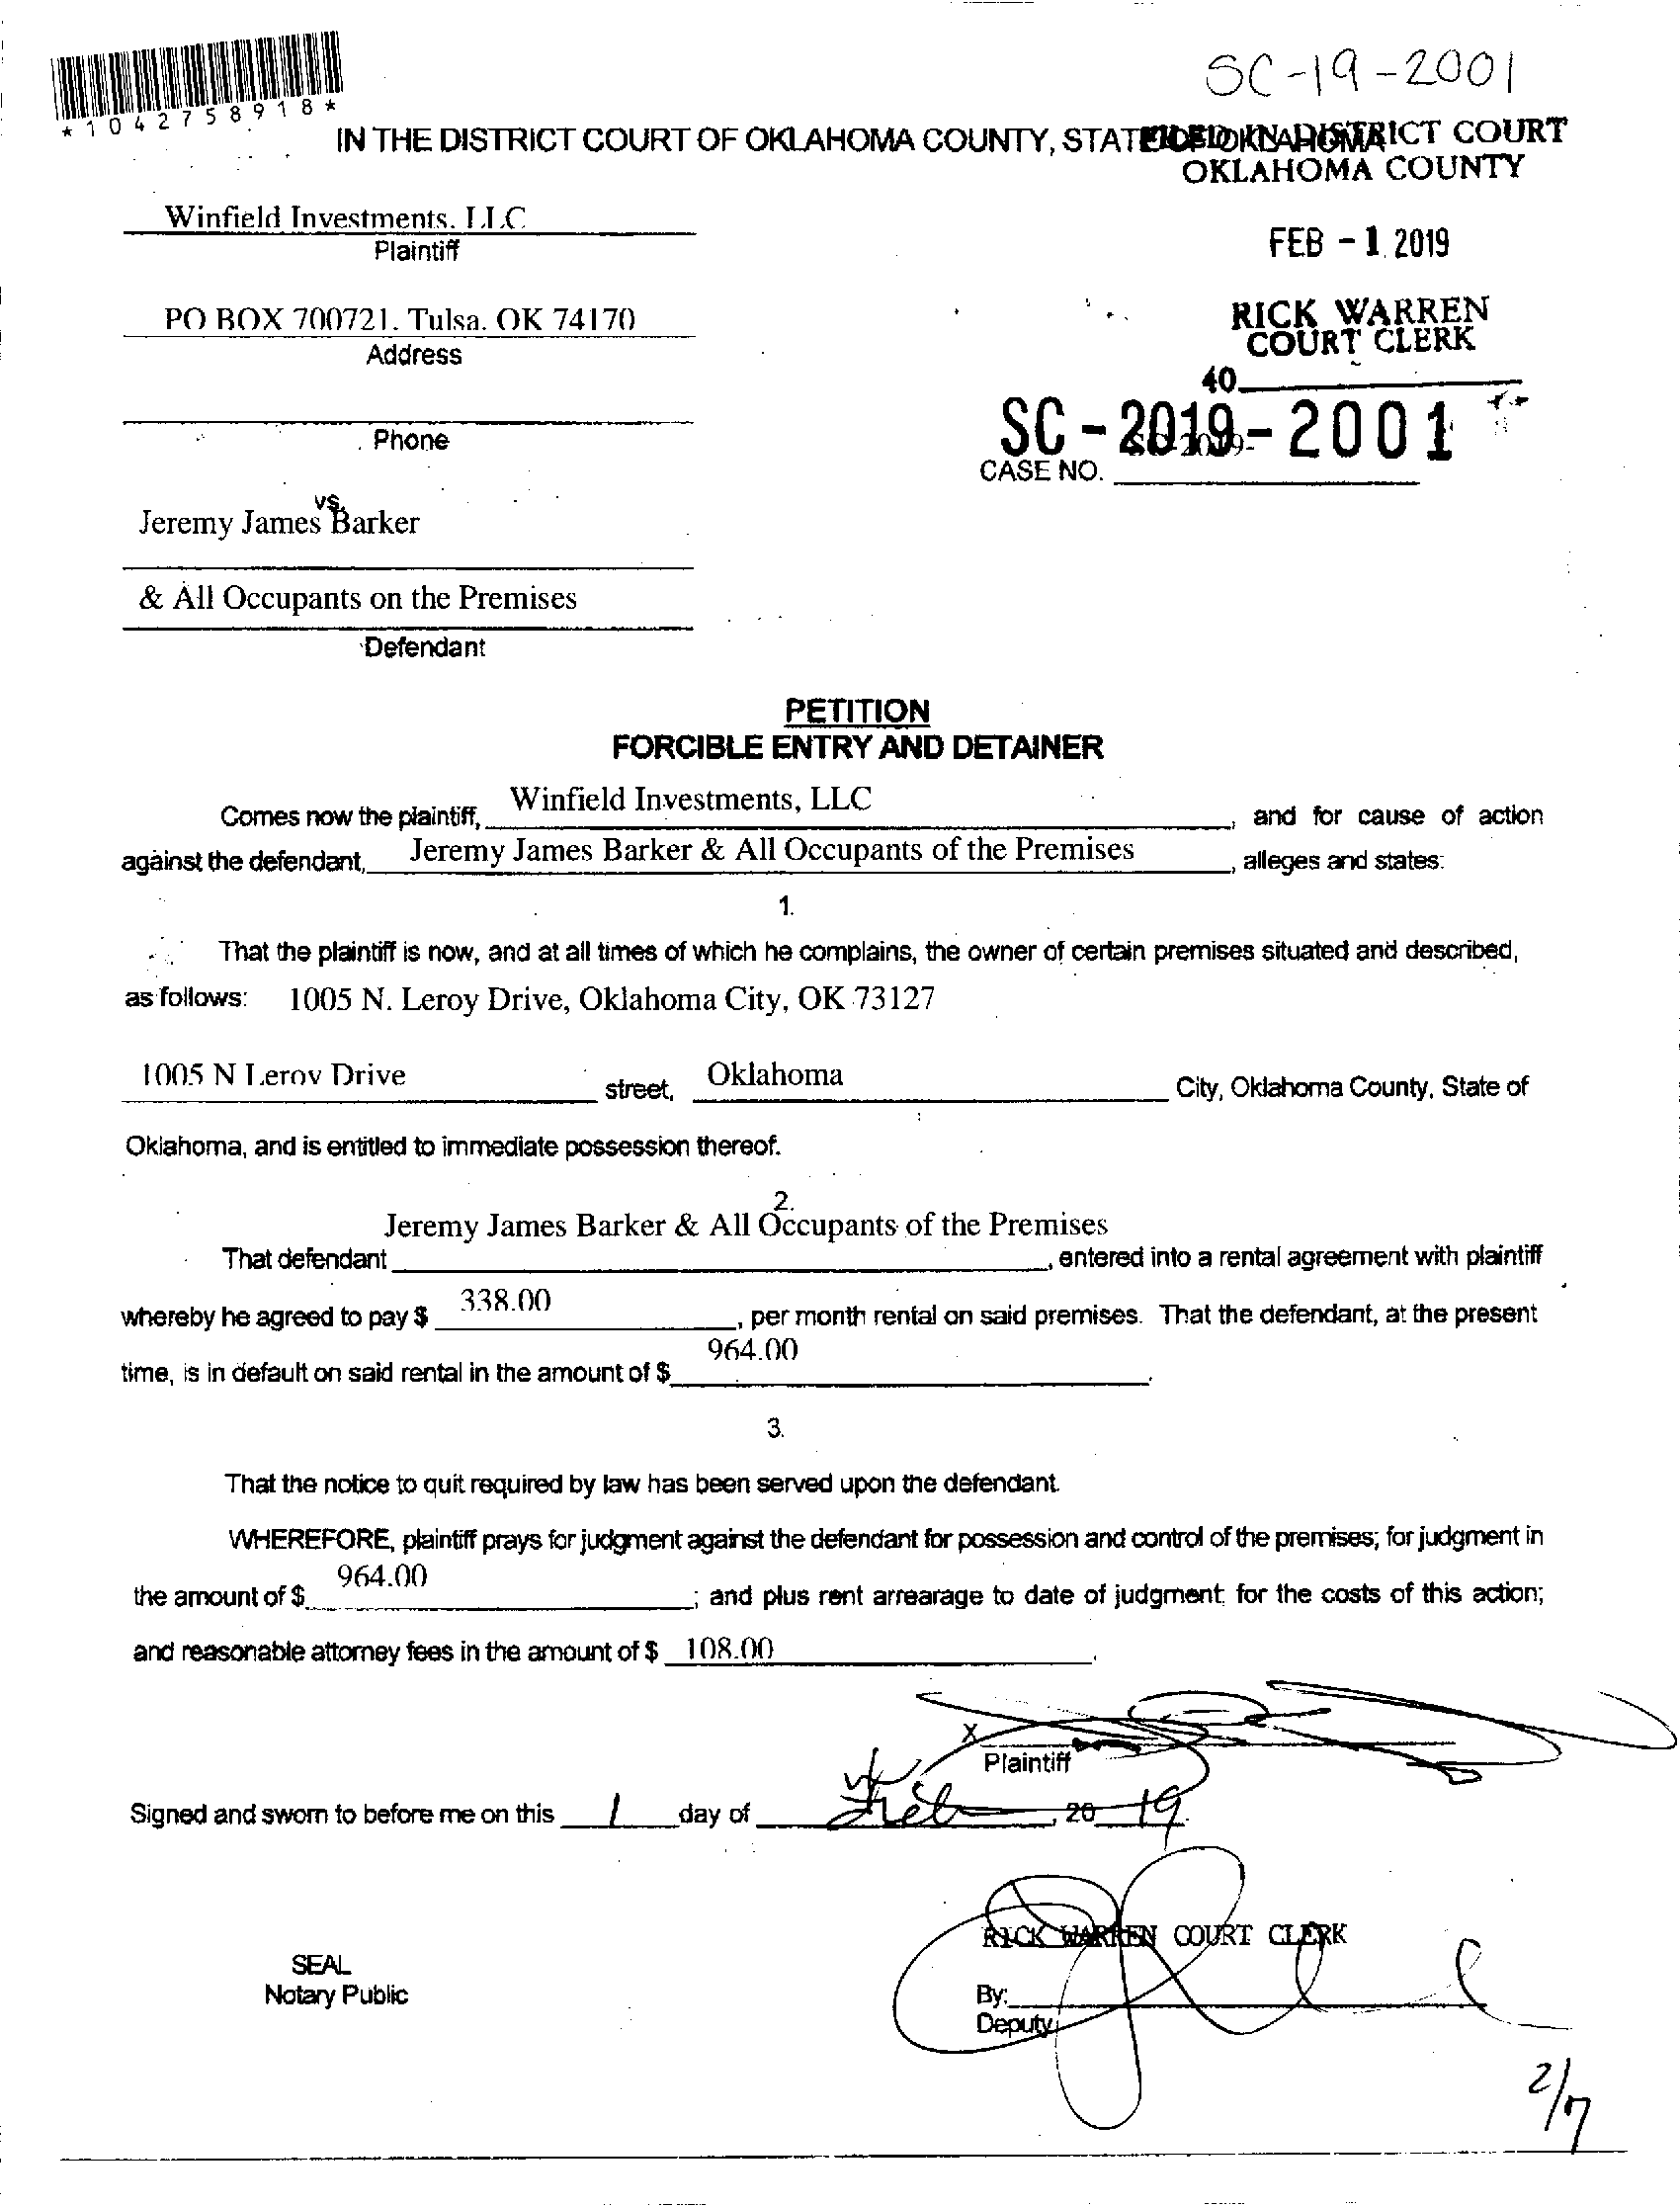 SC-19-2001
*1042758918*
IN THE DISTRICT COURT OF OKLAHOMA COUNTY, STATE OF OKLAHOMA
FILED IN DISTRICT COURT
OKLAHOMA COUNTY
Winfield Investments, LLC
Plaintiff
FEB - 1 2019
PO BOX 700721, Tulsa, OK 74170
Address
RICK WARREN
COURT CLERK
40
Phone
SC - 2019 - 2001
CASE NO.
vs.
Jeremy James Barker
& All Occupants on the Premises
Defendant
PETITION
FORCIBLE ENTRY AND DETAINER
Comes now the plaintiff, Winfield Investments, LLC, and for cause of action
against the defendant, Jeremy James Barker & All Occupants of the Premises, alleges and states:
1.
That the plaintiff is now, and at all times of which he complains, the owner of certain premises situated and described,
as follows: 1005 N. Leroy Drive, Oklahoma City, OK 73127
1005 N Leroy Drive street, Oklahoma City, Oklahoma County, State of
Oklahoma, and is entitled to immediate possession thereof.
2.
Jeremy James Barker & All Occupants of the Premises
That defendant , entered into a rental agreement with plaintiff
whereby he agreed to pay $ 338.00, per month rental on said premises. That the defendant, at the present
time, is in default on said rental in the amount of $ 964.00.
3.
That the notice to quit required by law has been served upon the defendant.
WHEREFORE, plaintiff prays for judgment against the defendant for possession and control of the premises; for judgment in
the amount of $ 964.00; and plus rent arrearage to date of judgment for the costs of this action;
and reasonable attorney fees in the amount of $ 108.00.
X
Plaintiff
Signed and sworn to before me on this 1 day of Feb, 20 19.
RICK WARREN COURT CLERK
SEAL
Notary Public
By:
Deputy
2/7